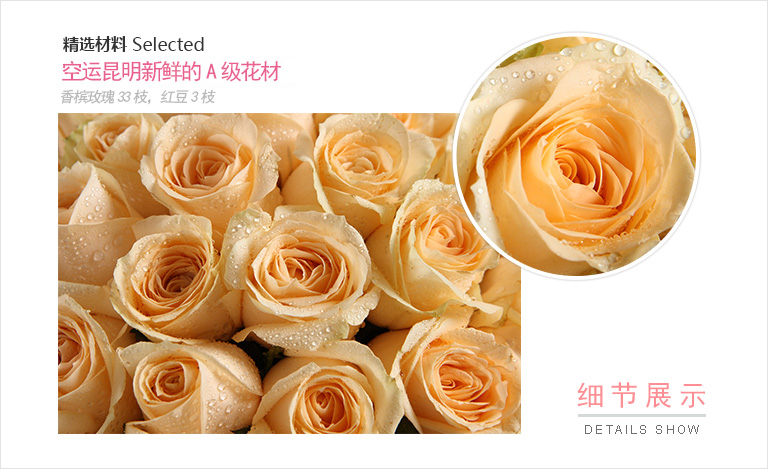 精选材料 Selected
空运昆明新鲜的 A 级花材
香槟玫瑰 33 枝，红豆 3 枝
细节展示
DETAILS SHOW